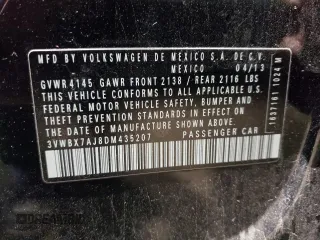 MFD BY VOLKSWAGEN DE MEXICO S.A. DE C.V.
MEXICO 04/13
GVWR 4145 GAWR FRONT 2138 / REAR 2116 LBS
THIS VEHICLE CONFORMS TO ALL APPLICABLE U.S.
FEDERAL MOTOR VEHICLE SAFETY, BUMPER AND
THEFT PREVENTION STANDARDS IN EFFECT ON THE
DATE OF MANUFACTURE SHOWN ABOVE.
3VWBX7AJ8DM435207 PASSENGER CAR
1637161 1024 M